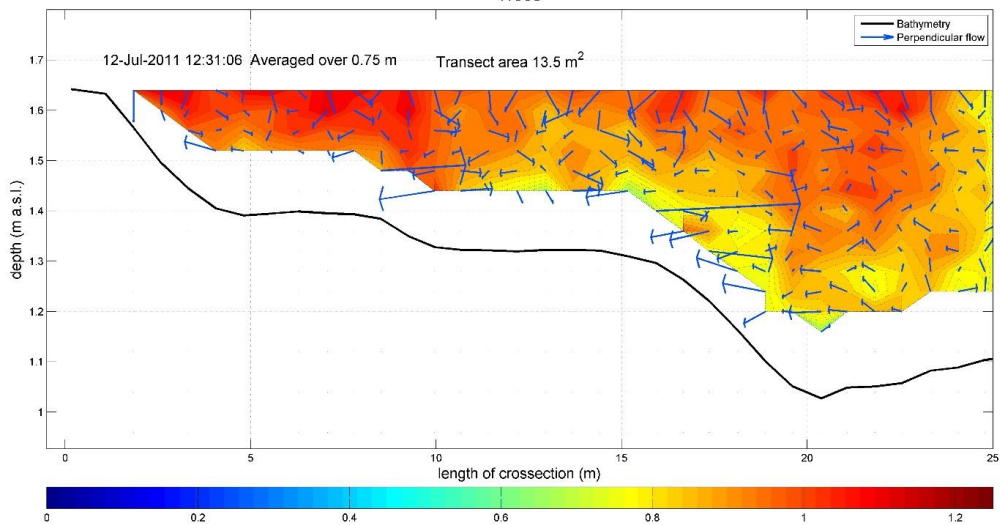 Bathymetry
Perpendicular flow
12-Jul-2011 12:31:06 Averaged over 0.75 m Transect area 13.5 m²
1.7
1.6
1.5
1.4
1.3
1.2
1.1
1
depth (m a.s.l.)
0 5 10 15 20 25
length of crossection (m)
0 0.2 0.4 0.6 0.8 1 1.2